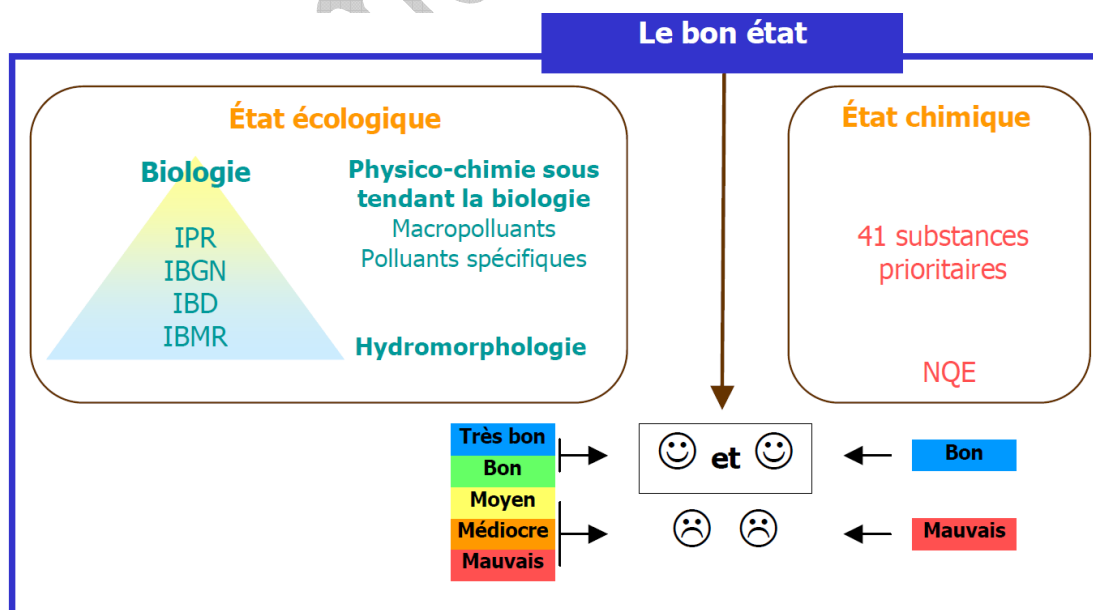 Le bon état
État écologique
Biologie
IPR
IBGN
IBD
IBMR
Physico-chimie sous
tendant la biologie
Macropolluants
Polluants spécifiques
Hydromorphologie
État chimique
41 substances
prioritaires
NQE
Très bon
Bon
Moyen
Médiocre
Mauvais
et
Bon
Mauvais